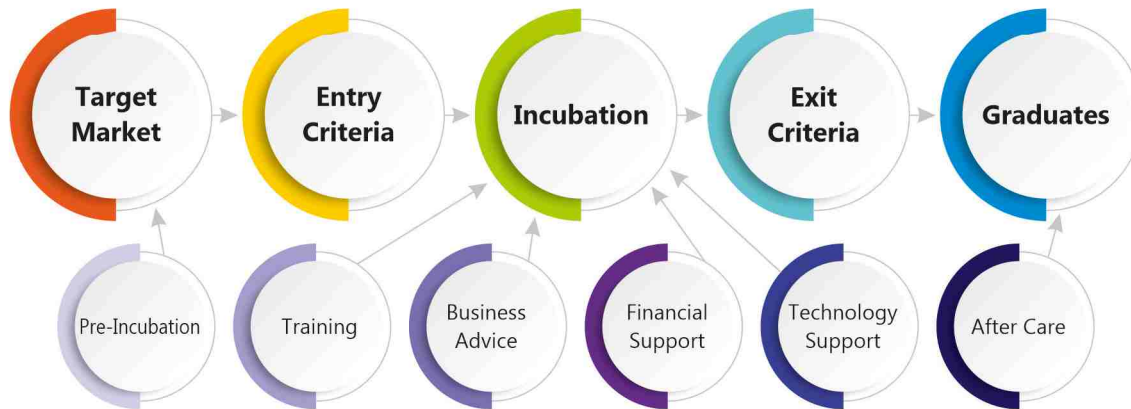 Target
Market
Entry
Criteria
Incubation
Exit
Criteria
Graduates
Pre-Incubation
Training
Business
Advice
Financial
Support
Technology
Support
After Care